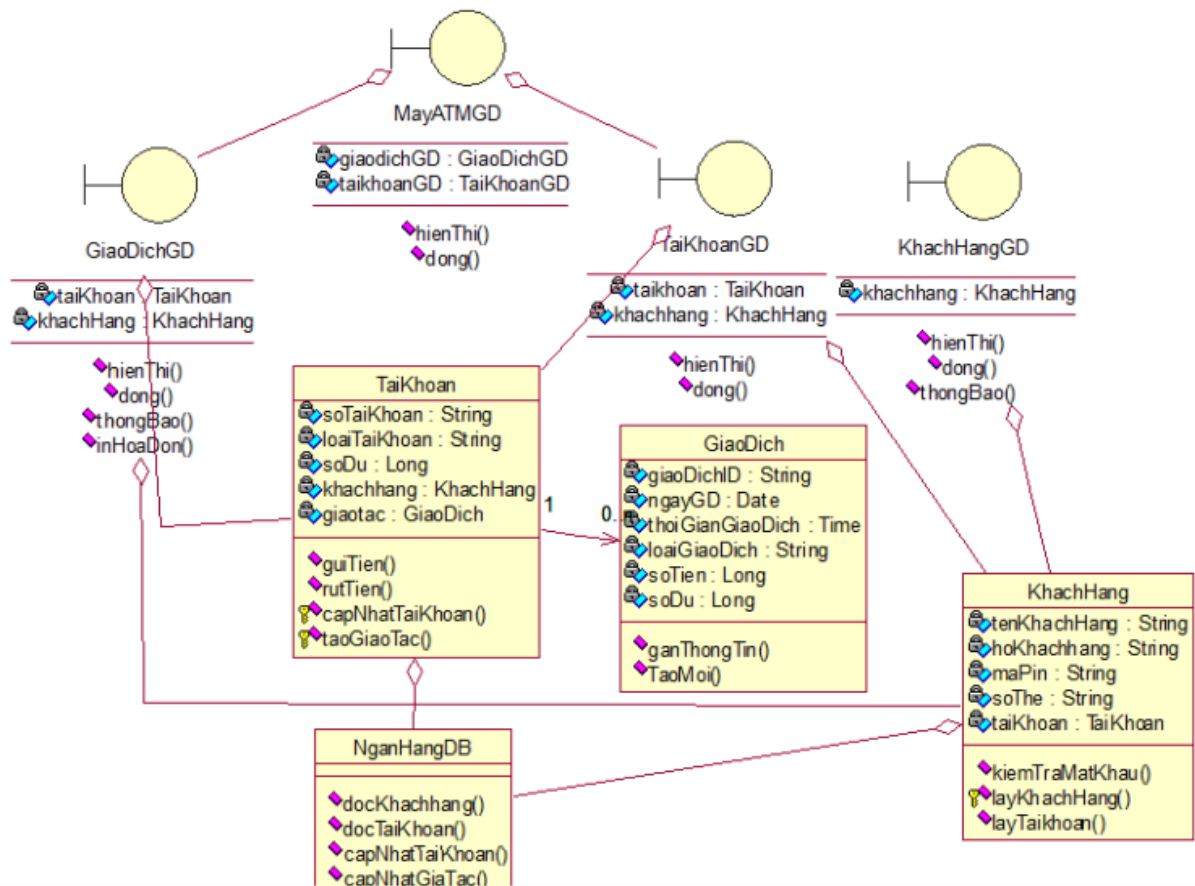 MayATMGD
giaodichGD : GiaoDichGD
taikhoanGD : TaiKhoanGD
hienThi()
dong()
GiaoDichGD
taiKhoan : TaiKhoan
khachHang : KhachHang
hienThi()
dong()
thongBao()
inHoaDon()
TaiKhoanGD
taikhoan : TaiKhoan
khachhang : KhachHang
hienThi()
dong()
KhachHangGD
khachhang : KhachHang
hienThi()
dong()
thongBao()
TaiKhoan
soTaiKhoan : String
loaiTaiKhoan : String
soDu : Long
khachhang : KhachHang
giaotac : GiaoDich
guiTien()
rutTien()
capNhatTaiKhoan()
taoGiaoTac()
1
0..
GiaoDich
giaoDichID : String
ngayGD : Date
thoiGianGiaoDich : Time
loaiGiaoDich : String
soTien : Long
soDu : Long
ganThongTin()
TaoMoi()
KhachHang
tenKhachHang : String
hoKhachhang : String
maPin : String
soThe : String
taiKhoan : TaiKhoan
kiemTraMatKhau()
layKhachHang()
layTaikhoan()
NganHangDB
docKhachhang()
docTaiKhoan()
capNhatTaiKhoan()
capNhatGiaTac()